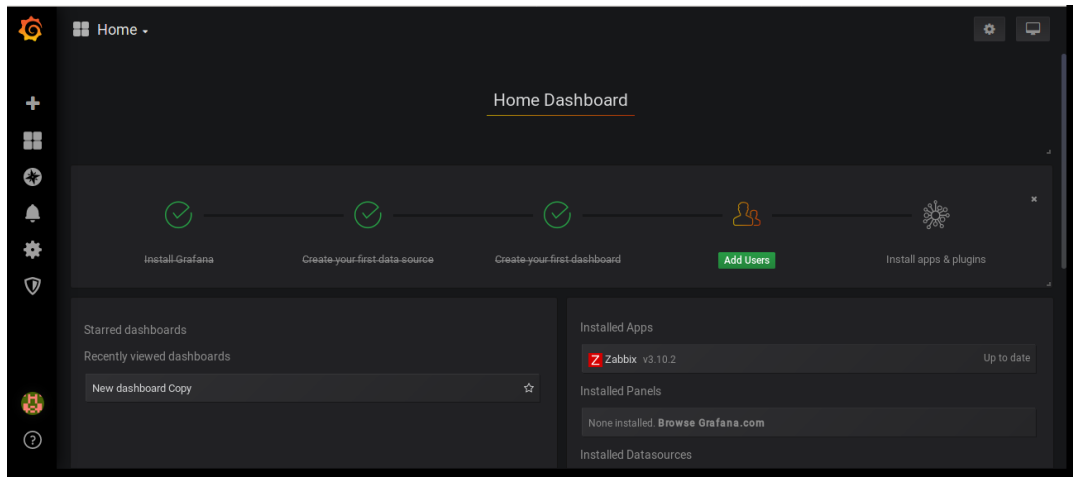 Home
Home Dashboard
Install Grafana
Create your first data source
Create your first dashboard
Add Users
Install apps & plugins
Starred dashboards
Recently viewed dashboards
New dashboard Copy
Installed Apps
Z Zabbix v3.10.2 Up to date
Installed Panels
None installed. Browse Grafana.com
Installed Datasources